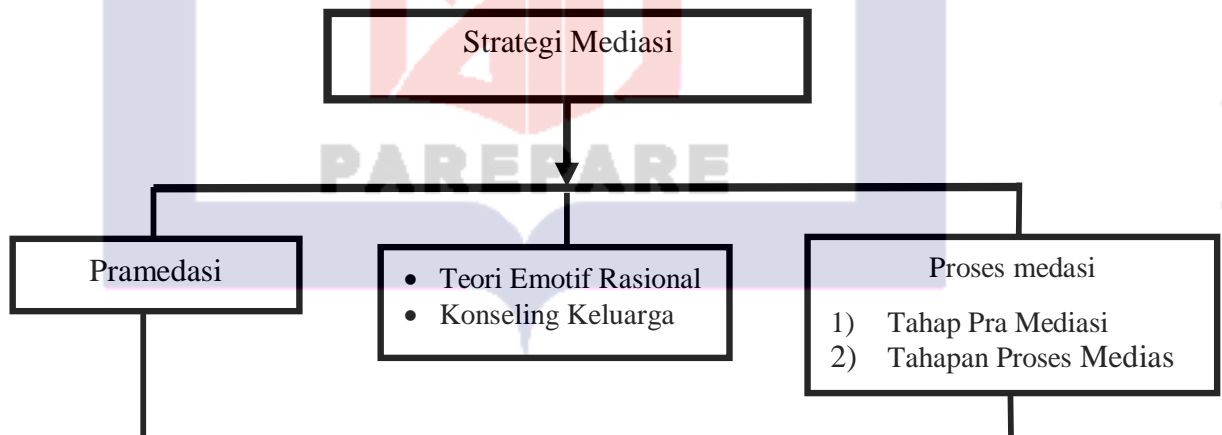 Strategi Mediasi
PAREPARE
Pramedasi
• Teori Emotif Rasional
• Konseling Keluarga
Proses medasi
1) Tahap Pra Mediasi
2) Tahapan Proses Medias